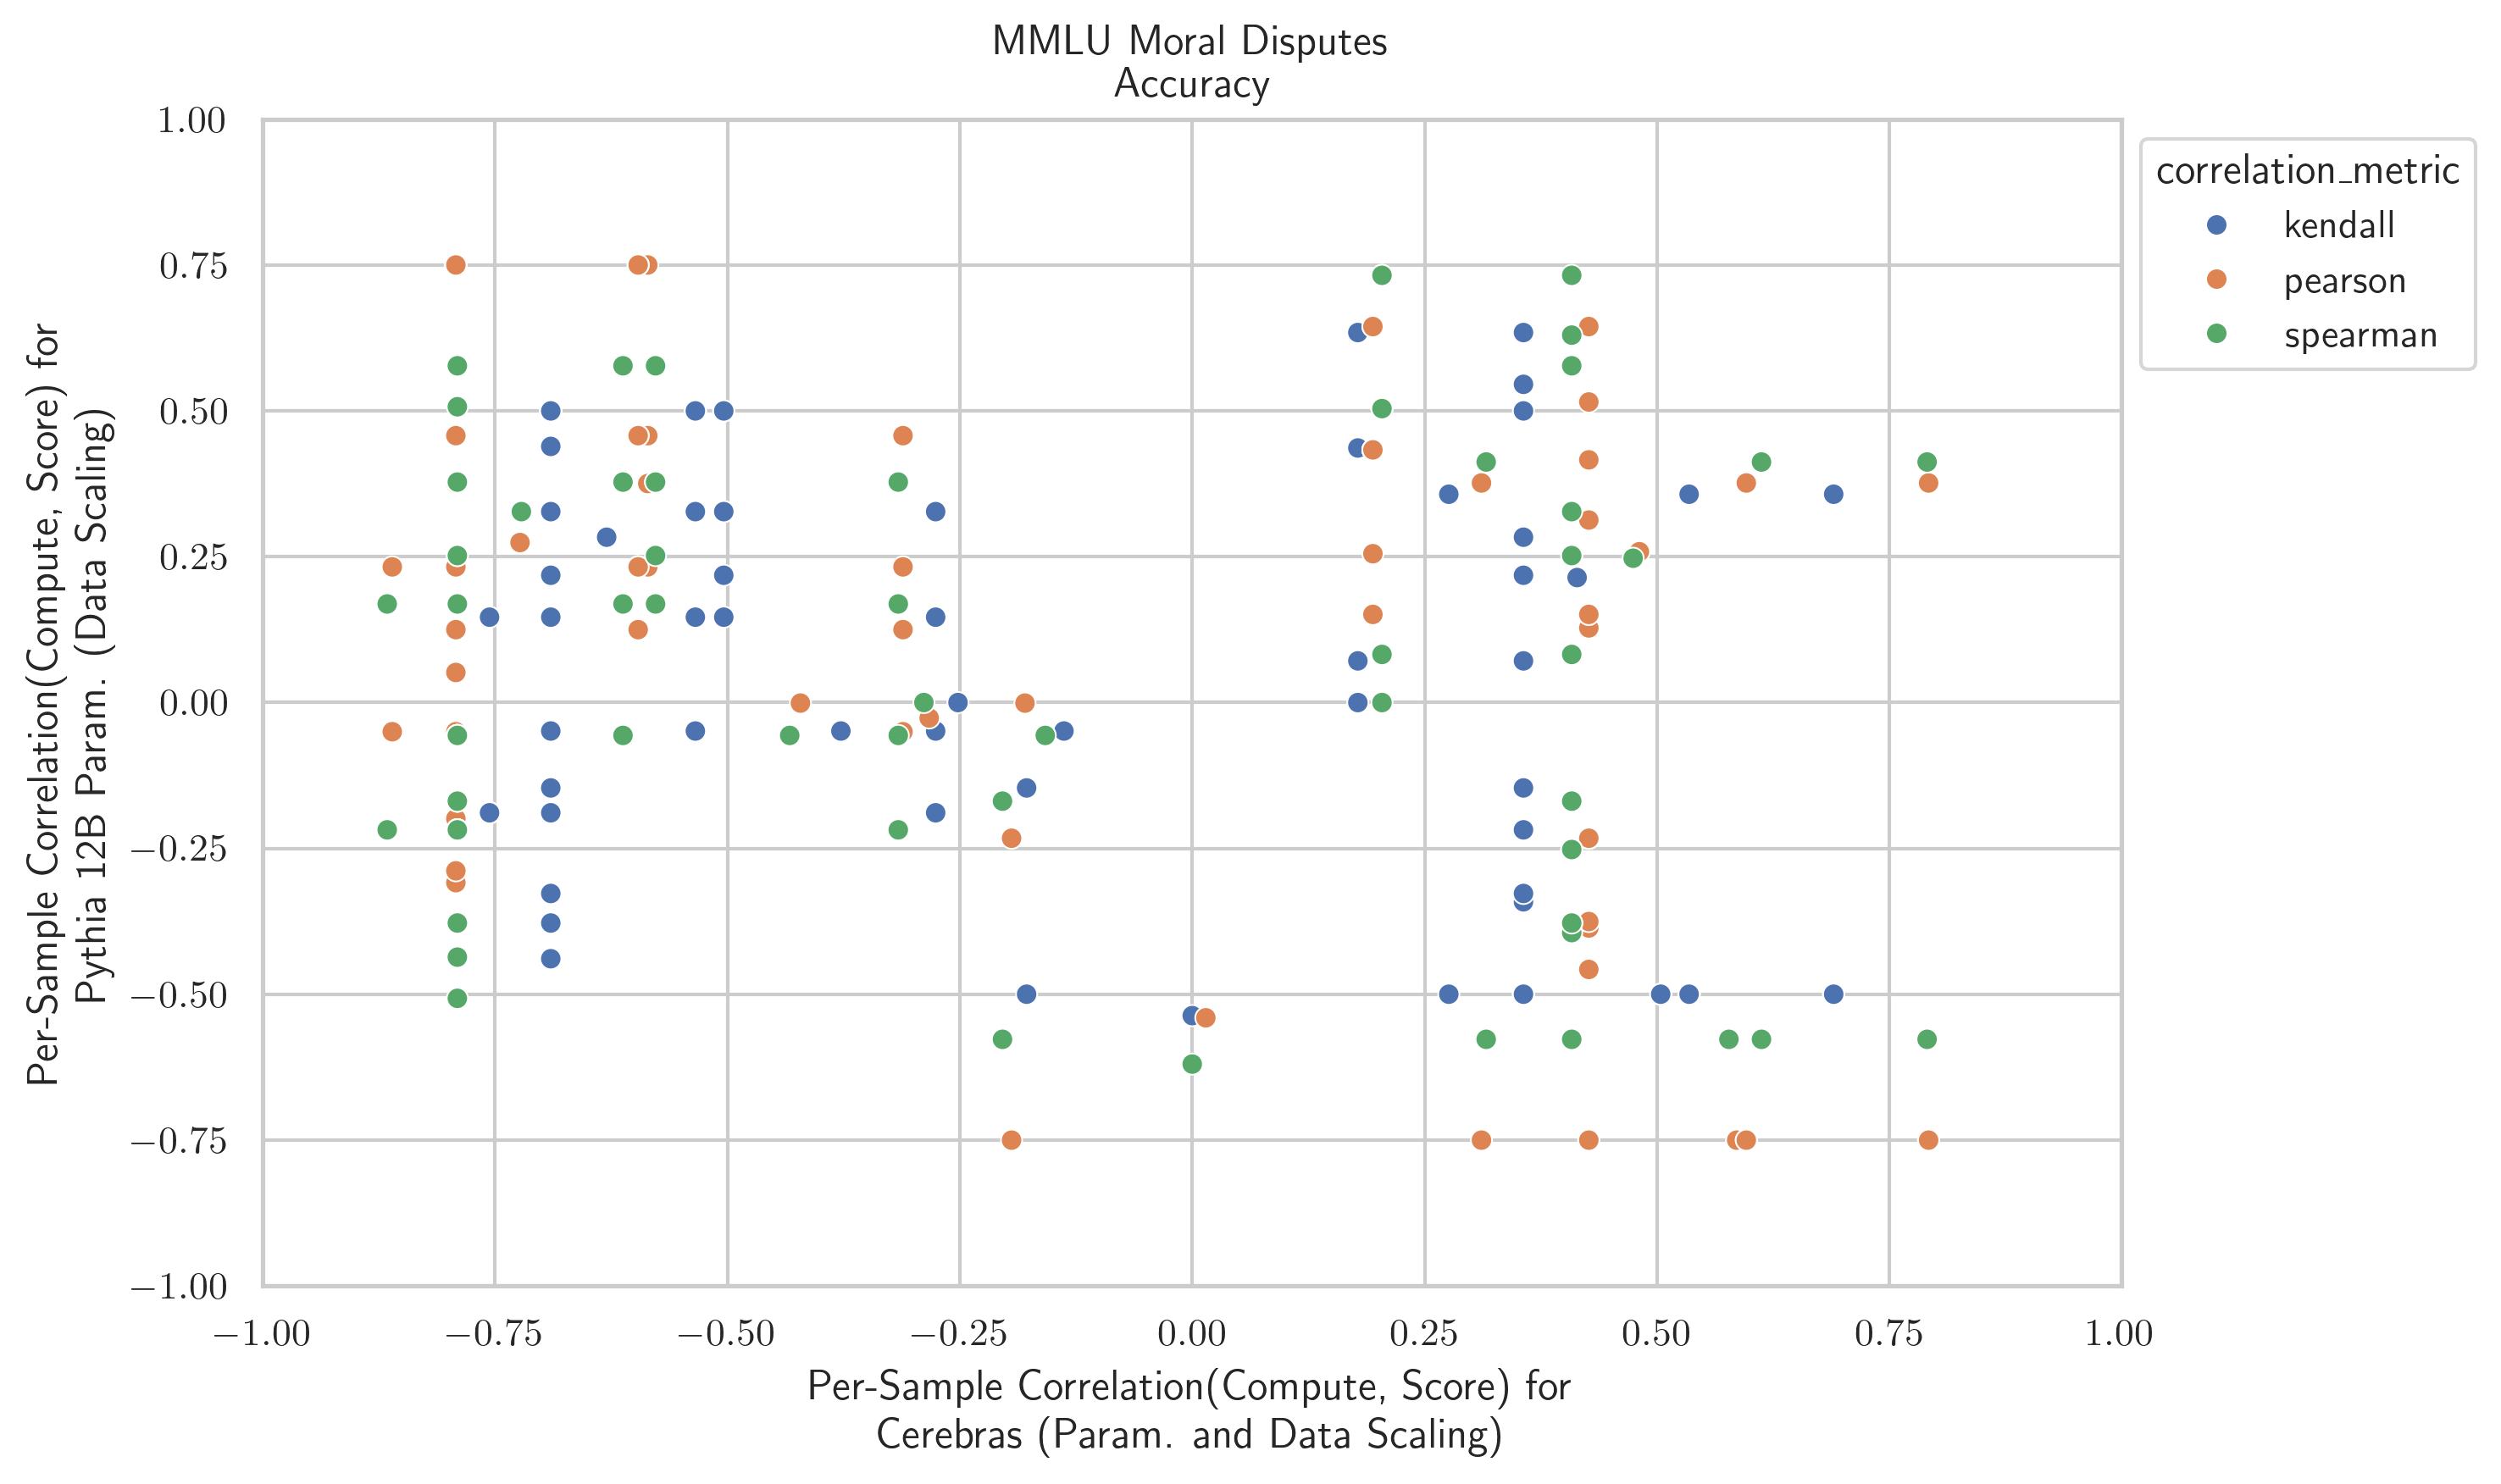 MMLU Moral Disputes
Accuracy
1.00
0.75
0.50
0.25
0.00
−0.25
−0.50
−0.75
−1.00
Per-Sample Correlation(Compute, Score) for
Pythia 12B Param. (Data Scaling)
correlation_metric
kendall
pearson
spearman
−1.00 −0.75 −0.50 −0.25 0.00 0.25 0.50 0.75 1.00
Per-Sample Correlation(Compute, Score) for
Cerebras (Param. and Data Scaling)